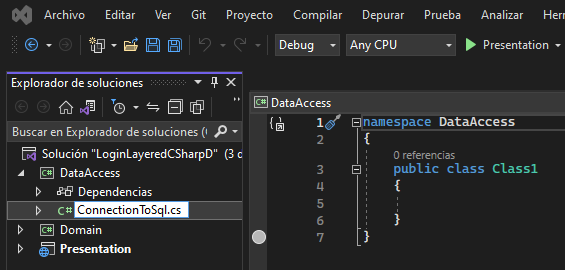 Archivo Editar Ver Git Proyecto Compilar Depurar Prueba Analizar
Debug Any CPU Presentation
Explorador de soluciones
Buscar en Explorador de soluciones (
Solución "LoginLayeredCSharpD" (3
DataAccess
Dependencias
C# ConnectionToSql.cs
C# Domain
Presentation
C# DataAccess
1 namespace DataAccess
2 {
0 referencias
3 public class Class1
4 {
5
6 }
7 }